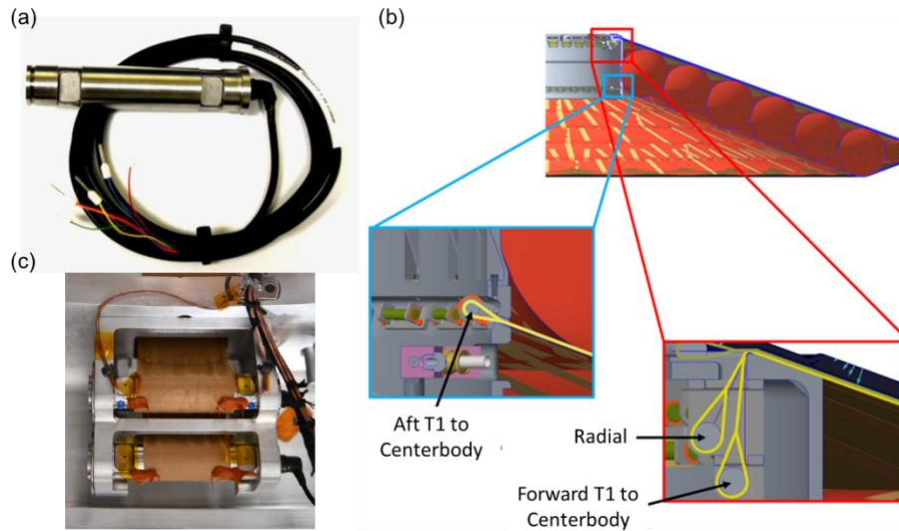 (a)
(b)
(c)
Aft T1 to
Centerbody
Radial
Forward T1 to
Centerbody